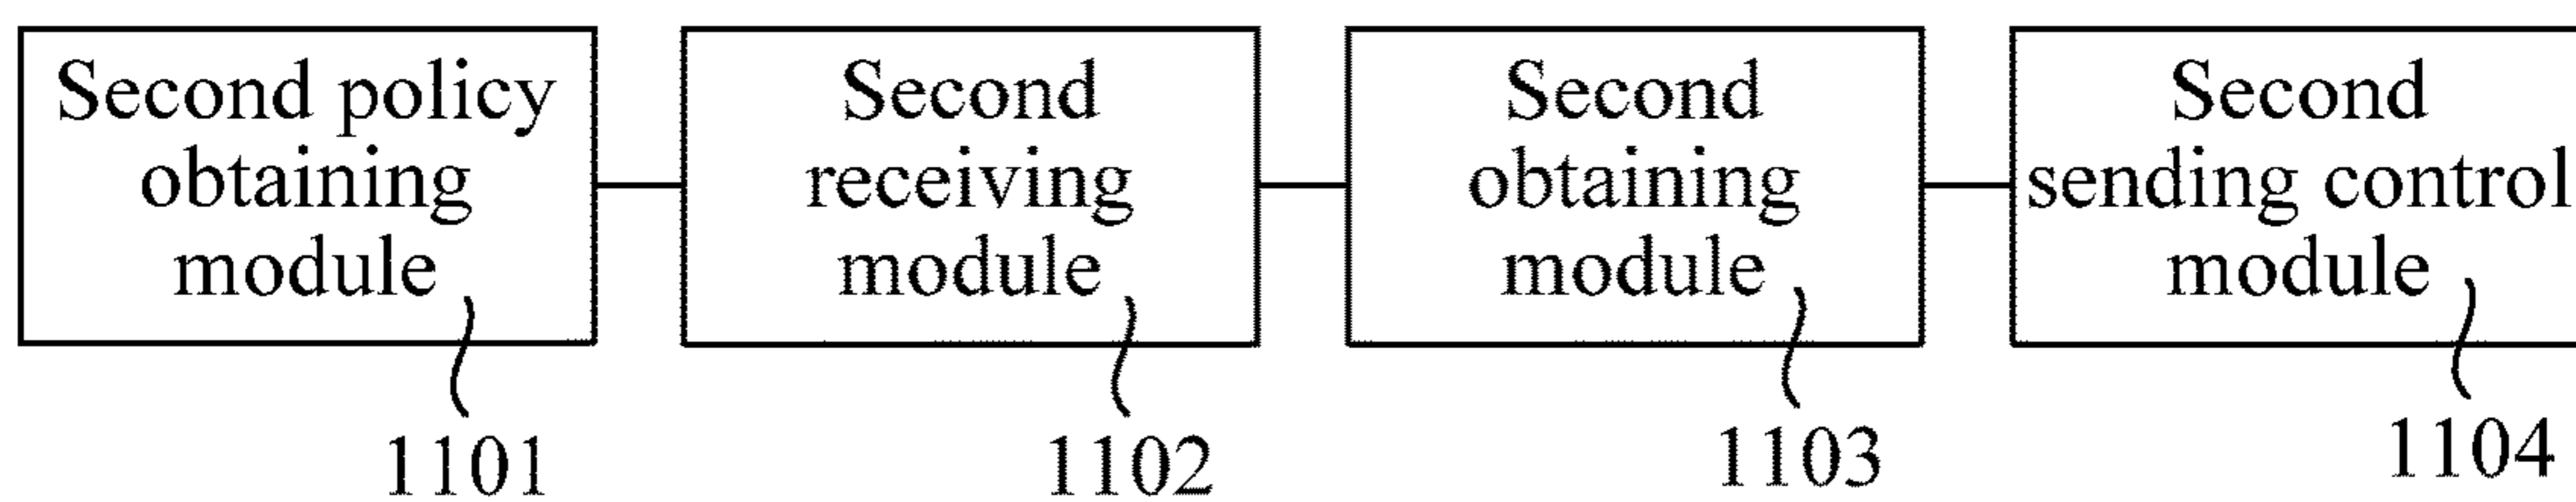 Second policy
obtaining
module
1101
Second
receiving
module
1102
Second
obtaining
module
1103
Second
sending control
module
1104